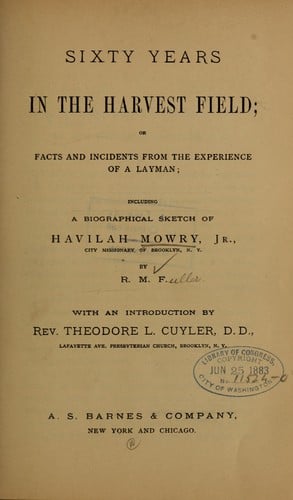 SIXTY YEARS
IN THE HARVEST FIELD;
OR
FACTS AND INCIDENTS FROM THE EXPERIENCE
OF A LAYMAN;
INCLUDING
A BIOGRAPHICAL SKETCH OF
HAVILAH MOWRY, JR.,
CITY MISSIONARY, OF BROOKLYN, N. Y.
BY
R. M. Fuller
WITH AN INTRODUCTION BY
REV. THEODORE L. CUYLER, D.D.,
LAFAYETTE AVE. PRESBYTERIAN CHURCH, BROOKLYN, N. Y.
LIBRARY OF CONGRESS
COPYRIGHT
JUN 25 1883
No. 11524-O
CITY OF WASHINGTON
A. S. BARNES & COMPANY,
NEW YORK AND CHICAGO.